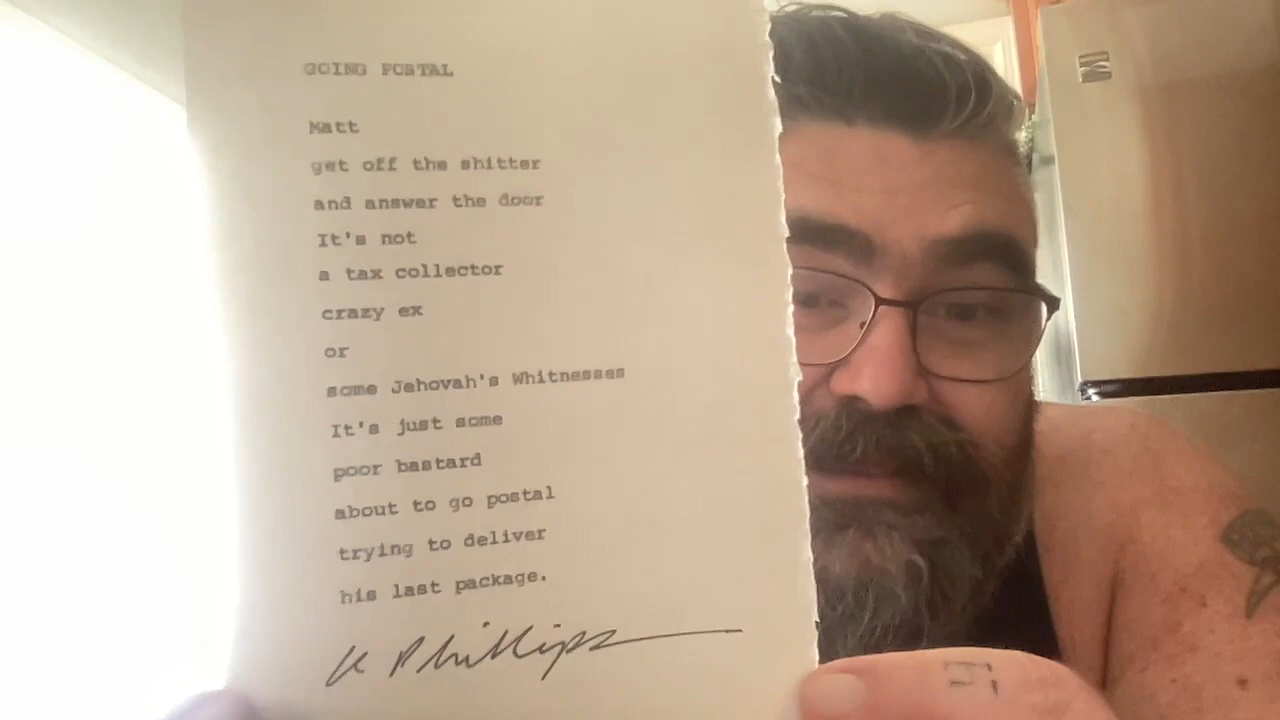 GOING POSTAL
Matt
get off the shitter
and answer the door
It's not
a tax collector
crazy ex
or
some Jehovah's Whitnesses
It's just some
poor bastard
about to go postal
trying to deliver
his last package.
K Phillips